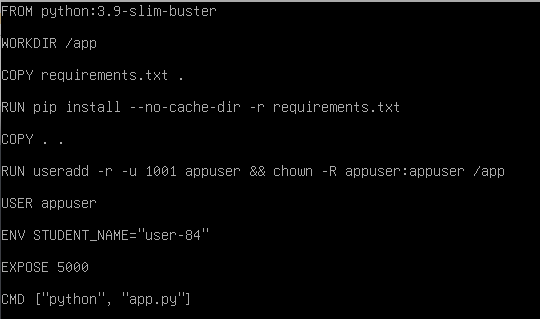 FROM python:3.9-slim-buster
WORKDIR /app
COPY requirements.txt .
RUN pip install --no-cache-dir -r requirements.txt
COPY . .
RUN useradd -r -u 1001 appuser && chown -R appuser:appuser /app
USER appuser
ENV STUDENT_NAME="user-84"
EXPOSE 5000
CMD ["python", "app.py"]